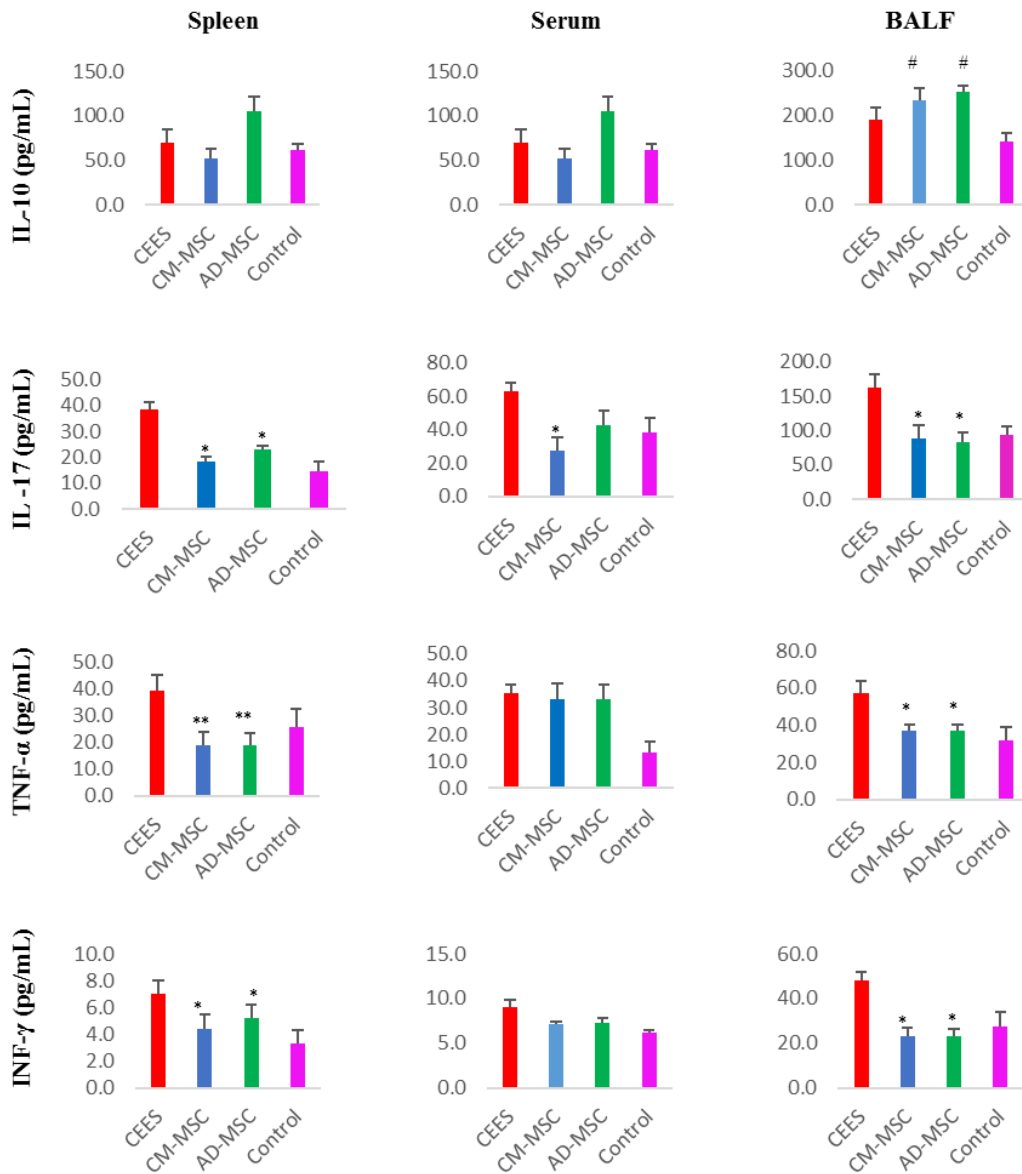 Spleen
Serum
BALF
IL-10 (pg/mL)
150.0
100.0
50.0
0.0
CEES
CM-MSC
AD-MSC
Control
150.0
100.0
50.0
0.0
CEES
CM-MSC
AD-MSC
Control
300.0
200.0
100.0
0.0
#
#
CEES
CM-MSC
AD-MSC
Control
IL -17 (pg/mL)
50.0
40.0
30.0
20.0
10.0
0.0
*
*
CEES
CM-MSC
AD-MSC
Control
80.0
60.0
40.0
20.0
0.0
*
CEES
CM-MSC
AD-MSC
Control
200.0
150.0
100.0
50.0
0.0
*
*
CEES
CM-MSC
AD-MSC
Control
TNF-α (pg/mL)
50.0
40.0
30.0
20.0
10.0
0.0
**
**
CEES
CM-MSC
AD-MSC
Control
50.0
40.0
30.0
20.0
10.0
0.0
CEES
CM-MSC
AD-MSC
Control
80.0
60.0
40.0
20.0
0.0
*
*
CEES
CM-MSC
AD-MSC
Control
INF-γ (pg/mL)
10.0
8.0
6.0
4.0
2.0
0.0
*
*
CEES
CM-MSC
AD-MSC
Control
15.0
10.0
5.0
0.0
CEES
CM-MSC
AD-MSC
Control
60.0
40.0
20.0
0.0
*
*
CEES
CM-MSC
AD-MSC
Control